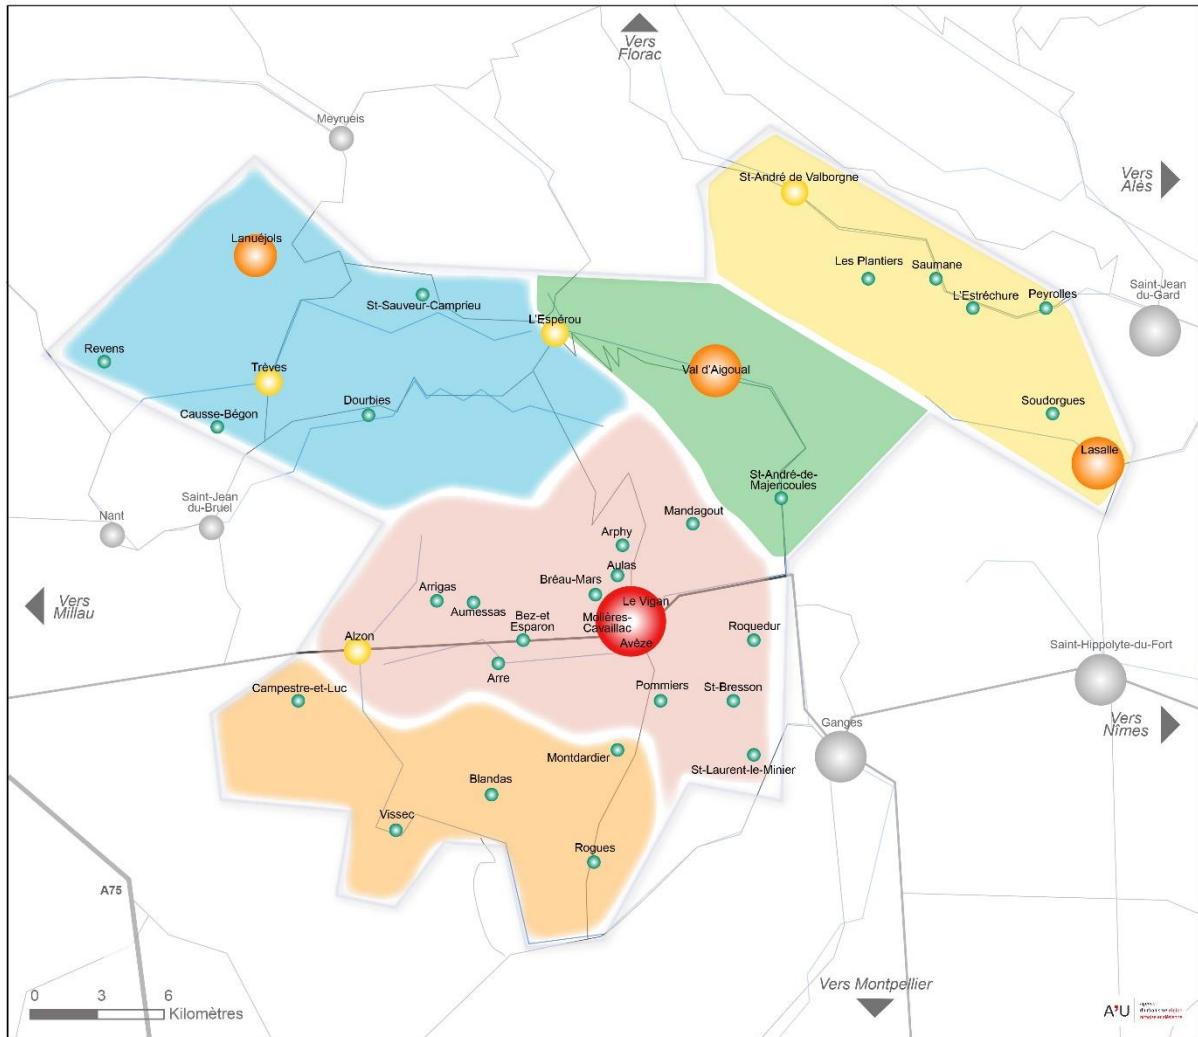 Vers
Florac
Meyrueis
St-André de Valborgne
Vers
Alès
Lanuéjols
Les Plantiers
Saumane
L'Estréchure
Peyrolles
Saint-Jean
du-Gard
St-Sauveur-Camprieu
L'Espérou
Revens
Trèves
Val d'Aigoual
Causse-Bégon
Dourbies
Soudorgues
Lasalle
St-André-de-
Majencoules
Saint-Jean
du-Bruel
Nant
Mandagout
Arphy
Aulas
Bréau-Mars
Vers
Millau
Arrigas
Aumessas
Le Vigan
Bez-et
Esparon
Molières-
Cavaillac
Roquedur
Alzon
Avèze
Saint-Hippolyte-du-Fort
Arre
Campestre-et-Luc
Pommiers
St-Bresson
Ganges
Vers
Nîmes
Montdardier
St-Laurent-le-Minier
Blandas
Vissec
Rogues
A75
Vers Montpellier
0 3 6
Kilomètres
A'U